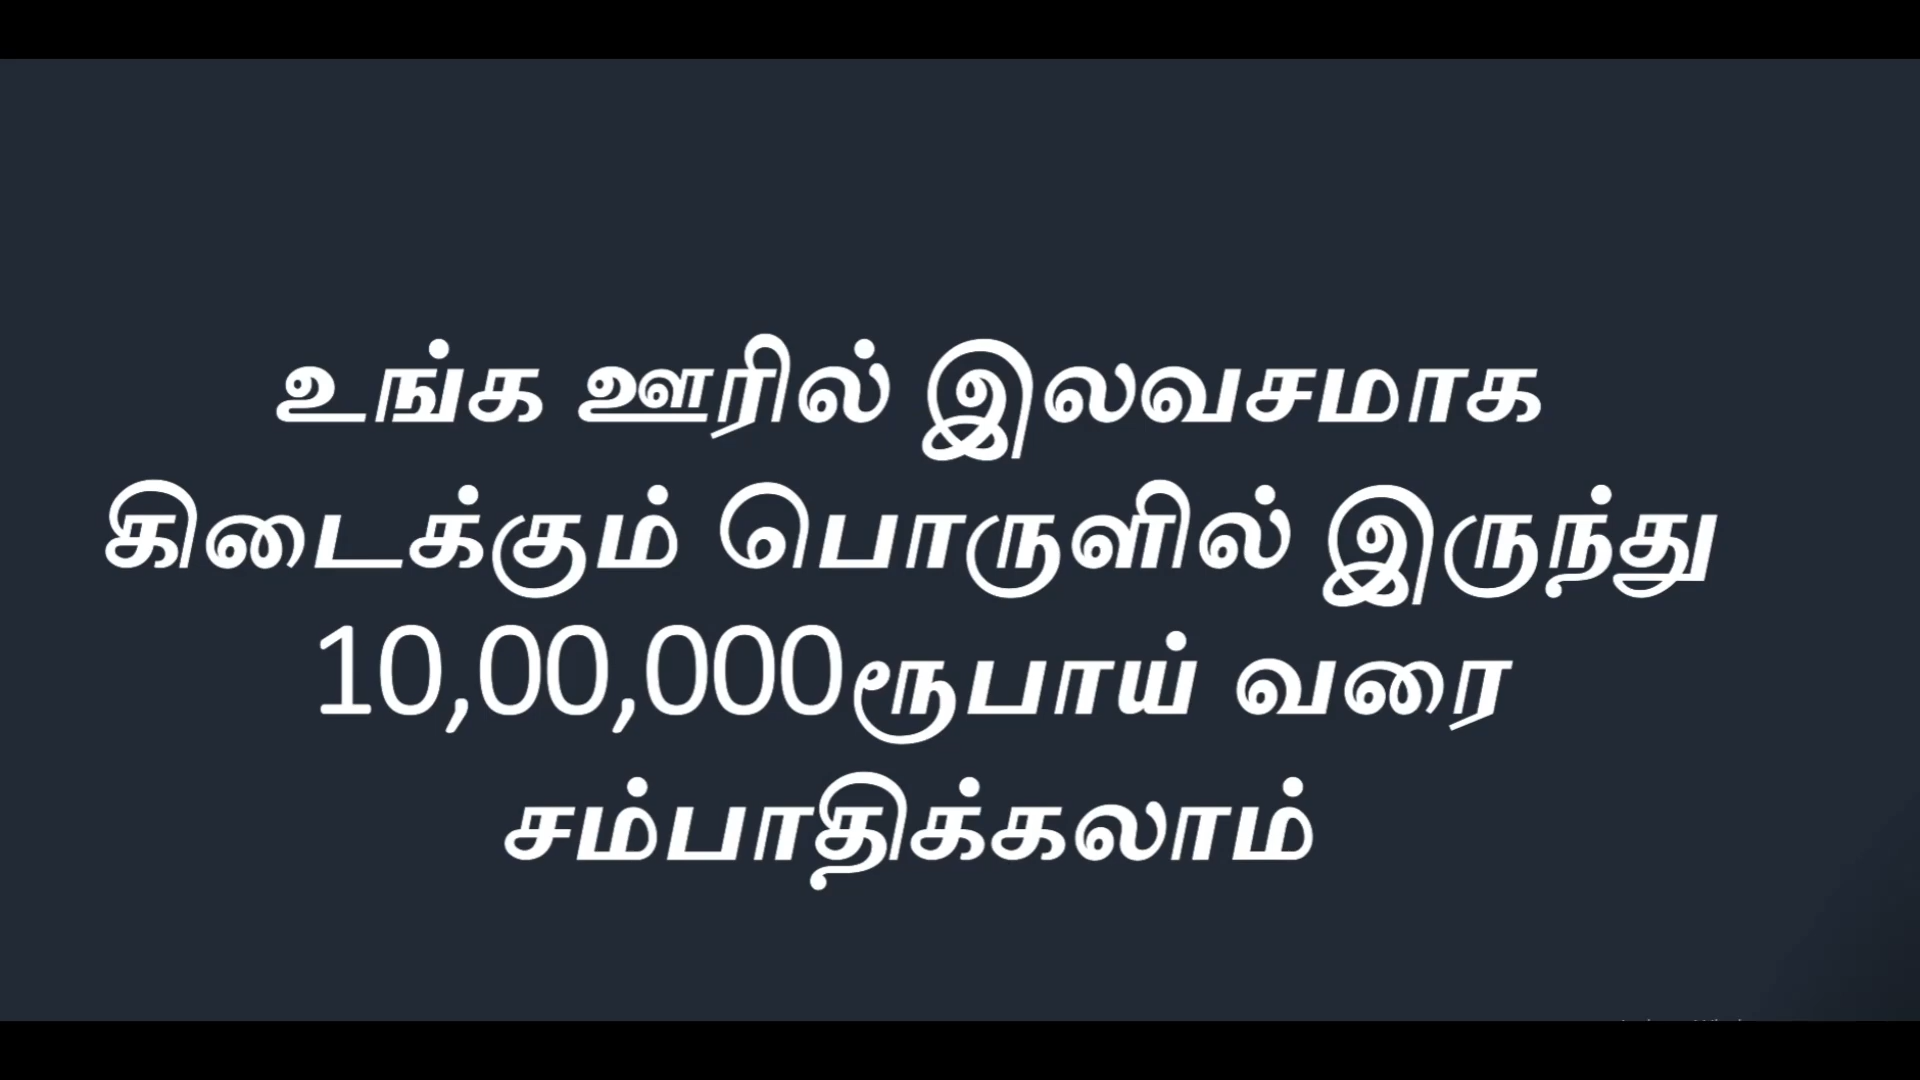 உங்க ஊரில் இலவசமாக
கிடைக்கும் பொருளில் இருந்து
10,00,000ரூபாய் வரை
சம்பாதிக்கலாம்